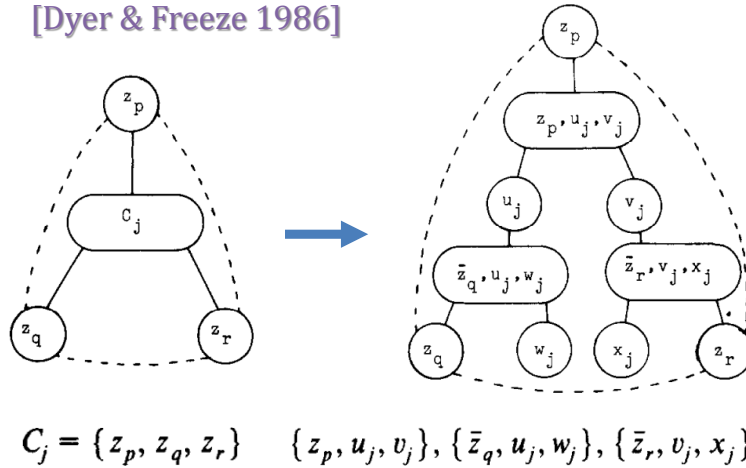 [Dyer & Freeze 1986]
z_p
C_j
z_q
z_r
z_p
z_p, u_j, v_j
u_j
v_j
z̄_q, u_j, w_j
z̄_r, v_j, x_j
z_q
w_j
x_j
z_r
C_j = {z_p, z_q, z_r} {z_p, u_j, v_j}, {z̄_q, u_j, w_j}, {z̄_r, v_j, x_j}